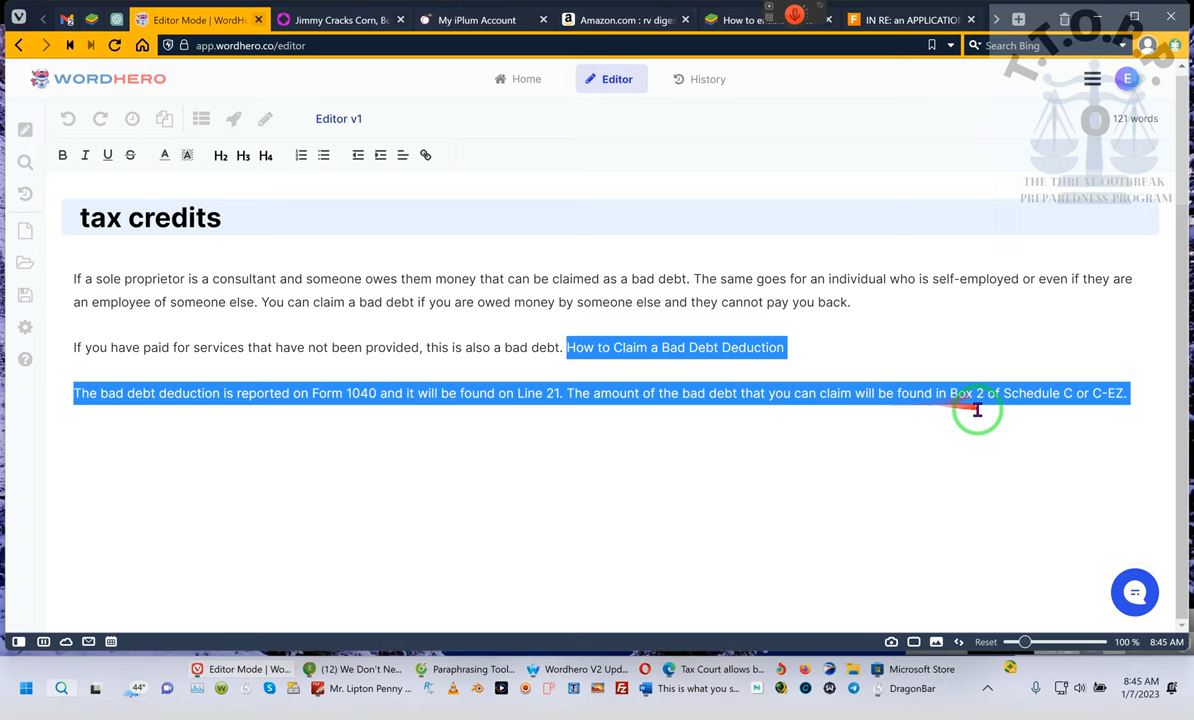 Editor Mode | WordH
Jimmy Cracks Corn, Bu
My iPlum Account
Amazon.com : rv diges
How to e
IN RE: an APPLICATION
app.wordhero.co/editor
Search Bing
WORDHERO
Home
Editor
History
E
T.T.O.P.P.
Editor v1
121 words
B I U S A A H2 H3 H4
THE THREAT OUTBREAK
PREPAREDNESS PROGRAM
tax credits
If a sole proprietor is a consultant and someone owes them money that can be claimed as a bad debt. The same goes for an individual who is self-employed or even if they are
an employee of someone else. You can claim a bad debt if you are owed money by someone else and they cannot pay you back.
If you have paid for services that have not been provided, this is also a bad debt. How to Claim a Bad Debt Deduction
The bad debt deduction is reported on Form 1040 and it will be found on Line 21. The amount of the bad debt that you can claim will be found in Box 2 of Schedule C or C-EZ.
Reset
100 %
8:45 AM
Editor Mode | Wo...
(12) We Don't Ne...
Paraphrasing Tool...
Wordhero V2 Upd...
Tax Court allows b...
Microsoft Store
44°
Mr. Lipton Penny ...
This is what you s...
DragonBar
8:45 AM
1/7/2023